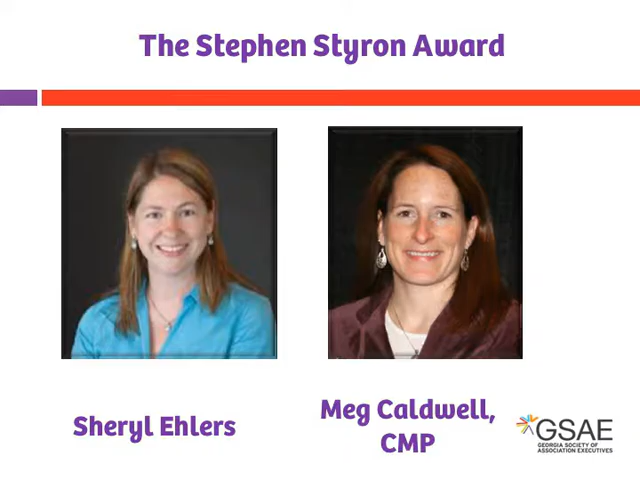 The Stephen Styron Award
Sheryl Ehlers
Meg Caldwell,
CMP
GSAE
GEORGIA SOCIETY OF
ASSOCIATION EXECUTIVES